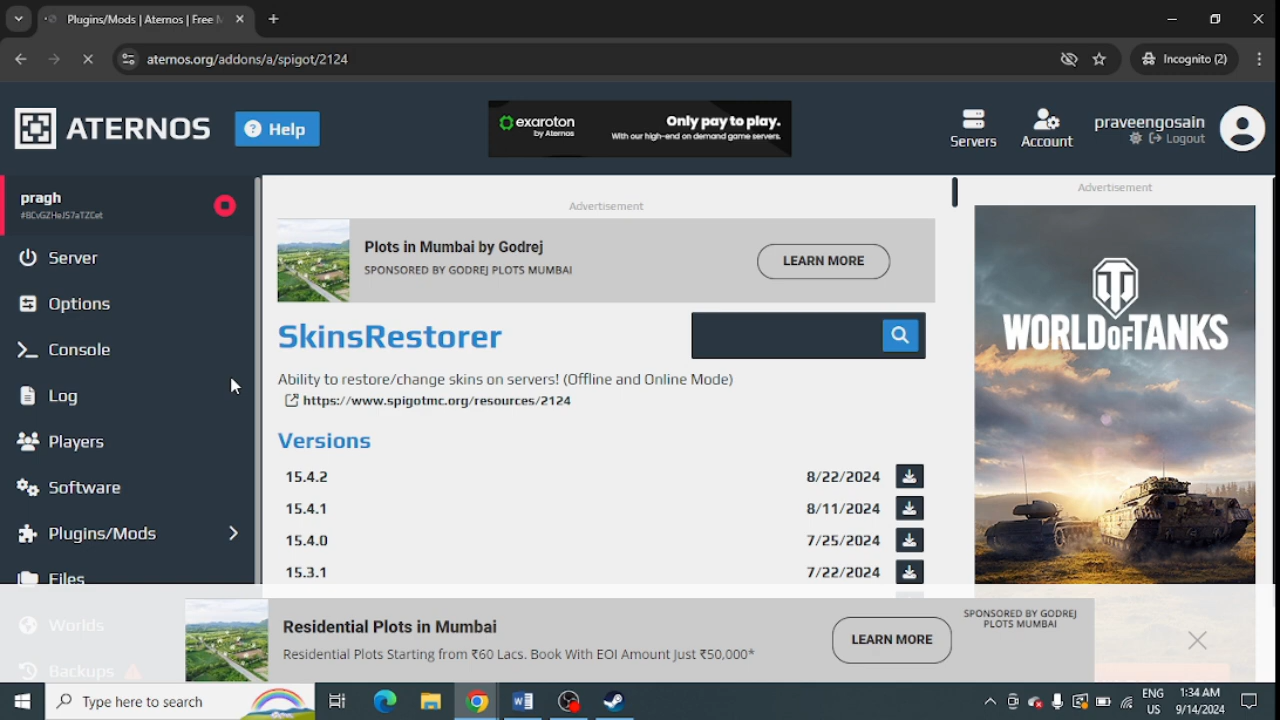 Plugins/Mods | Aternos | Free M
aternos.org/addons/a/spigot/2124
Incognito (2)
ATERNOS
Help
exaroton
by Aternos
Only pay to play.
With our high-end on demand game servers.
Servers
Account
praveengosain
Logout
pragh
Server
Options
Console
Log
Players
Software
Plugins/Mods
Files
Worlds
Backups
Advertisement
Plots in Mumbai by Godrej
SPONSORED BY GODREJ PLOTS MUMBAI
LEARN MORE
SkinsRestorer
Ability to restore/change skins on servers! (Offline and Online Mode)
https://www.spigotmc.org/resources/2124
Versions
15.4.2 8/22/2024
15.4.1 8/11/2024
15.4.0 7/25/2024
15.3.1 7/22/2024
Advertisement
WORLD OF TANKS
Residential Plots in Mumbai
Residential Plots Starting from ₹60 Lacs. Book With EOI Amount Just ₹50,000*
LEARN MORE
SPONSORED BY GODREJ
PLOTS MUMBAI
Type here to search
ENG
US
1:34 AM
9/14/2024